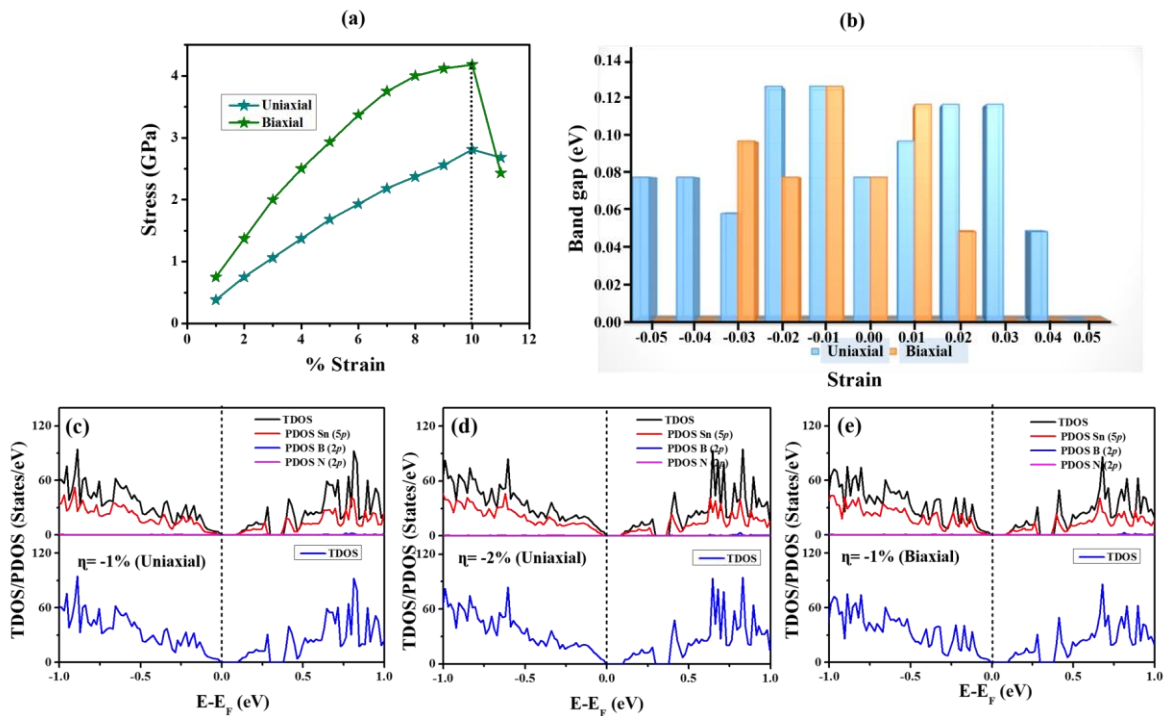 (a)
Stress (GPa)
4
3
2
1
0
Uniaxial
Biaxial
0 2 4 6 8 10 12
% Strain
(b)
Band gap (eV)
0.14
0.12
0.10
0.08
0.06
0.04
0.02
0.00
-0.05 -0.04 -0.03 -0.02 -0.01 0.00 0.01 0.02 0.03 0.04 0.05
Uniaxial Biaxial
Strain
(c)
TDOS/PDOS (States/eV)
120
60
0
TDOS
PDOS Sn (5p)
PDOS B (2p)
PDOS N (2p)
120
60
0
η= -1% (Uniaxial)
TDOS
-1.0 -0.5 0.0 0.5 1.0
E-EF (eV)
(d)
TDOS/PDOS (States/eV)
120
60
0
TDOS
PDOS Sn (5p)
PDOS B (2p)
PDOS N (2p)
120
60
0
η= -2% (Uniaxial)
TDOS
-1.0 -0.5 0.0 0.5 1.0
E-EF (eV)
(e)
TDOS/PDOS (States/eV)
120
60
0
TDOS
PDOS Sn (5p)
PDOS B (2p)
PDOS N (2p)
120
60
0
η= -1% (Biaxial)
TDOS
-1.0 -0.5 0.0 0.5 1.0
E-EF (eV)